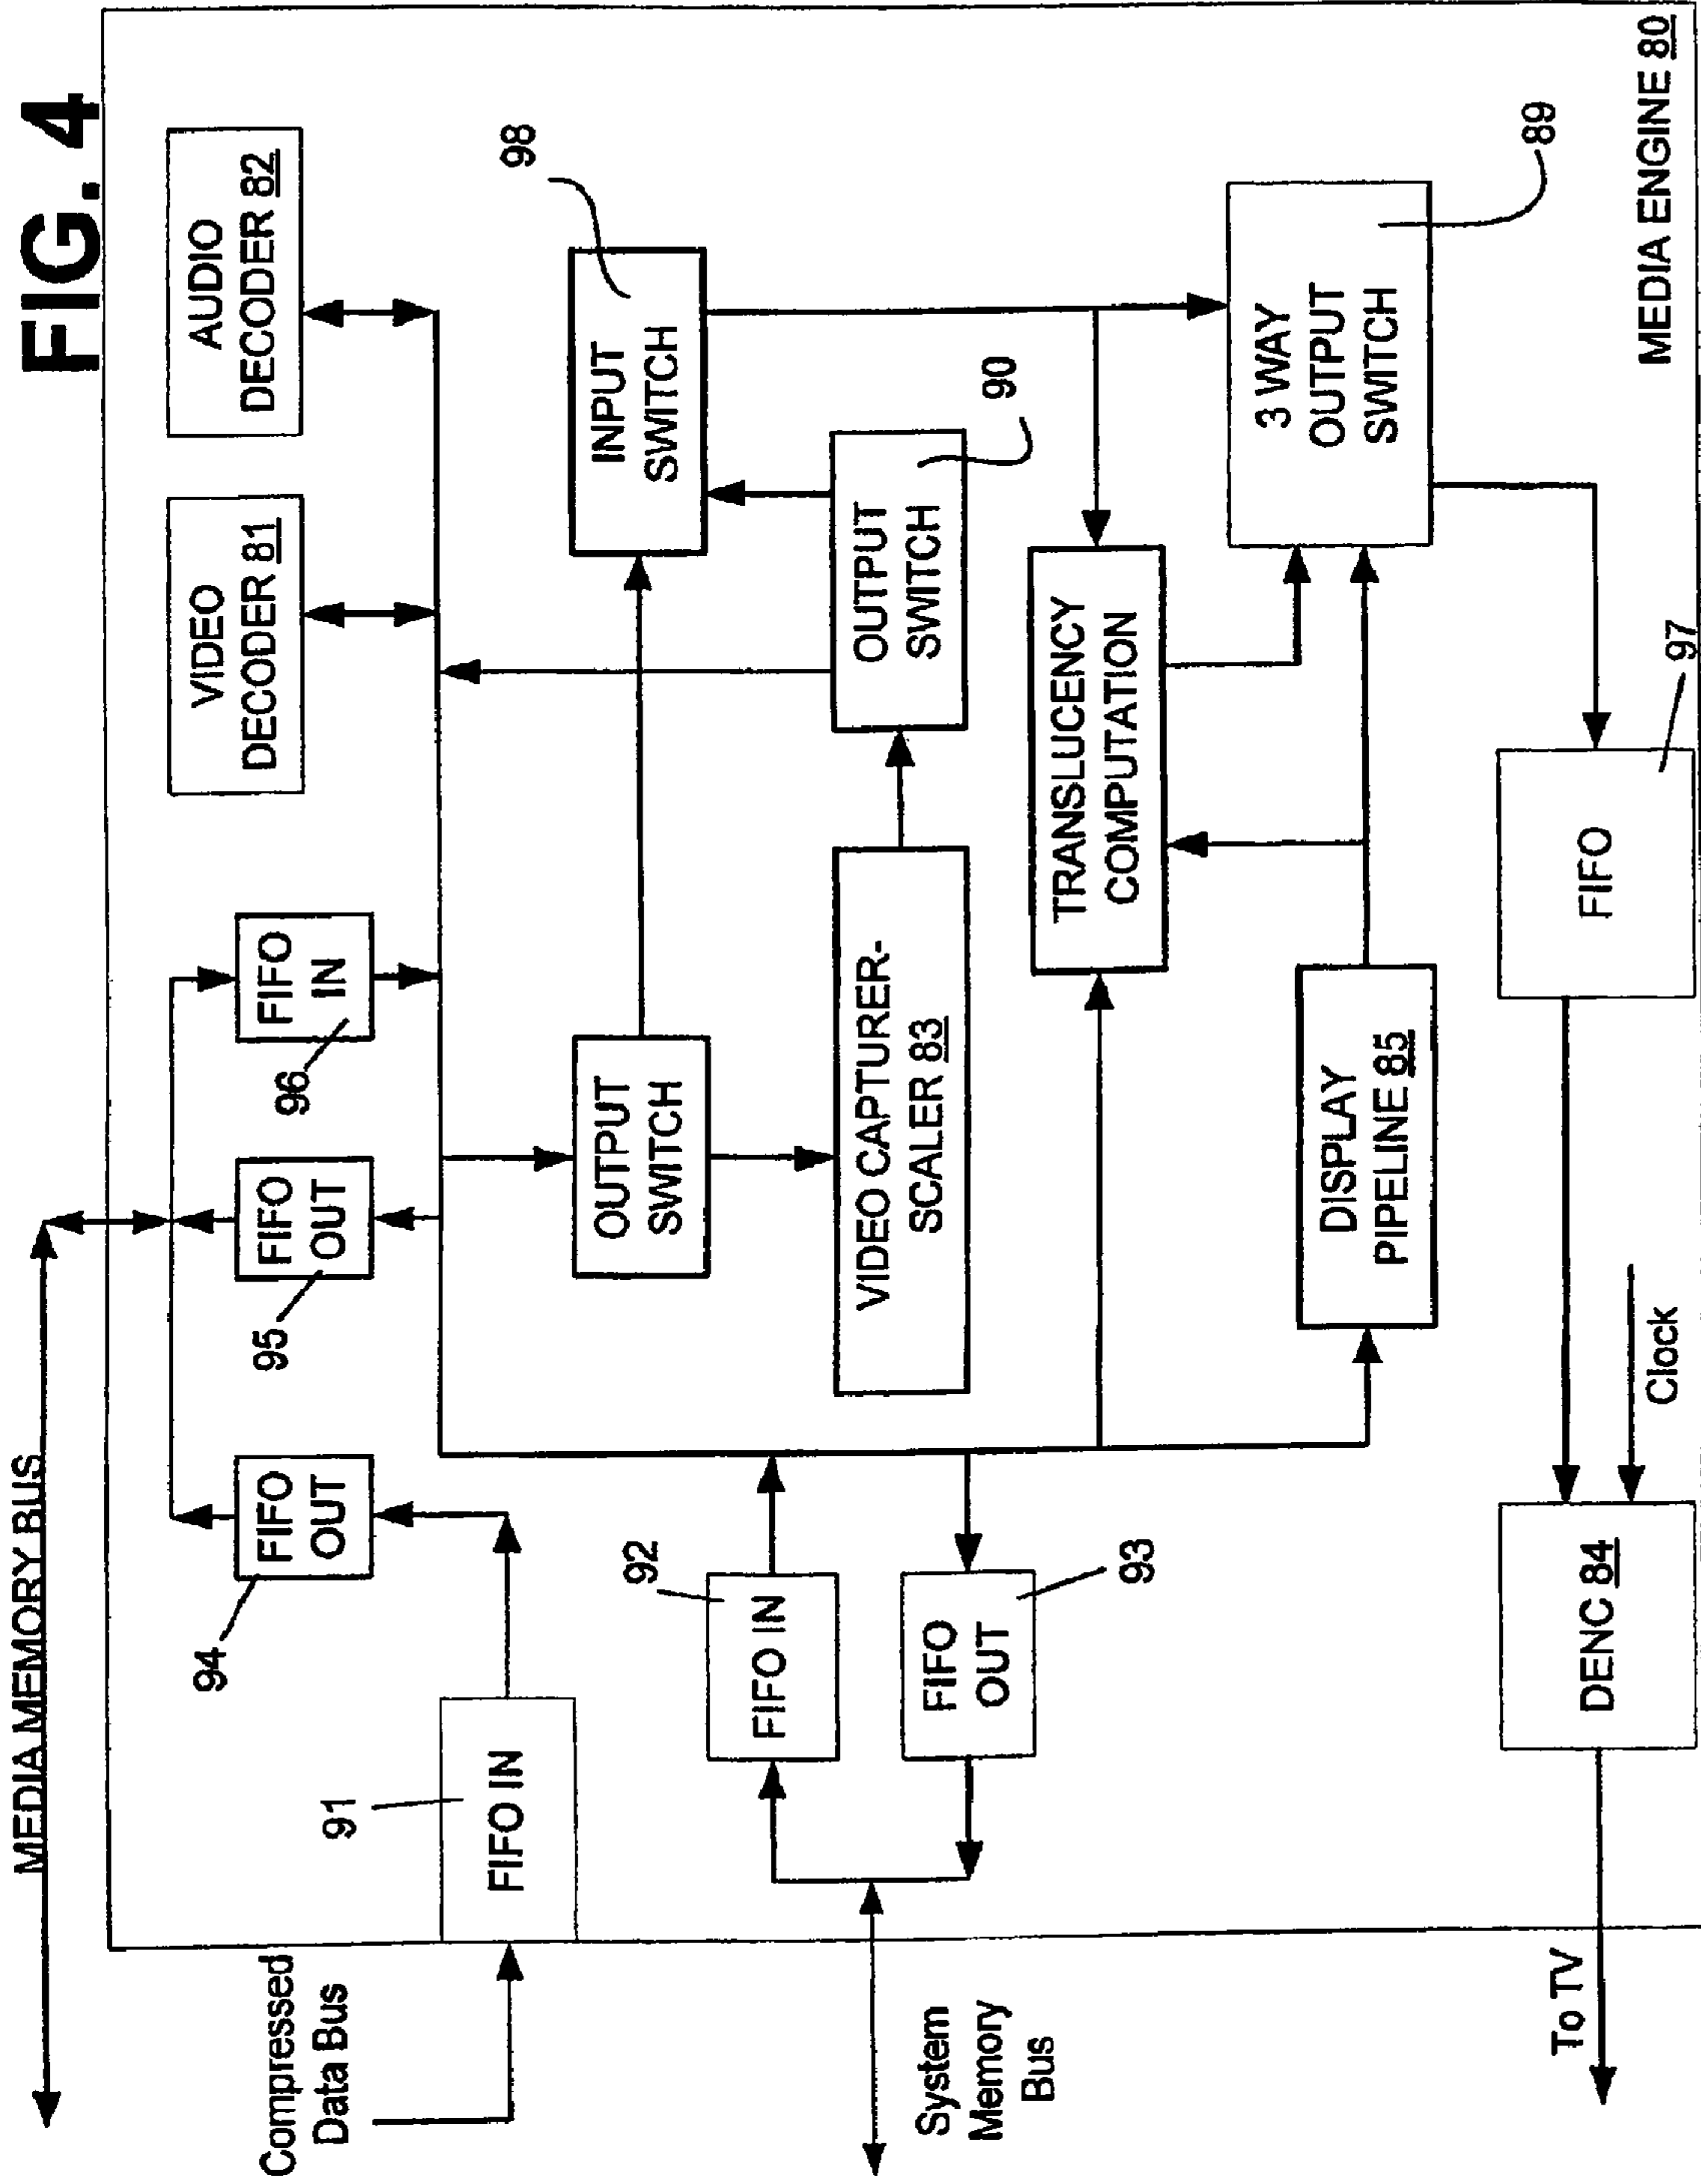 FIG. 4
MEDIA MEMORY BUS
94
FIFO
OUT
95
FIFO
OUT
96
FIFO
IN
VIDEO
DECODER 81
AUDIO
DECODER 82
Compressed
Data Bus
91
FIFO IN
OUTPUT
SWITCH
INPUT
SWITCH
98
92
FIFO IN
VIDEO CAPTURER-
SCALER 83
OUTPUT
SWITCH
90
System
Memory
Bus
FIFO
OUT
93
TRANSLUCENCY
COMPUTATION
3 WAY
OUTPUT
SWITCH
89
DISPLAY
PIPELINE 85
To TV
DENC 84
Clock
FIFO
97
MEDIA ENGINE 80